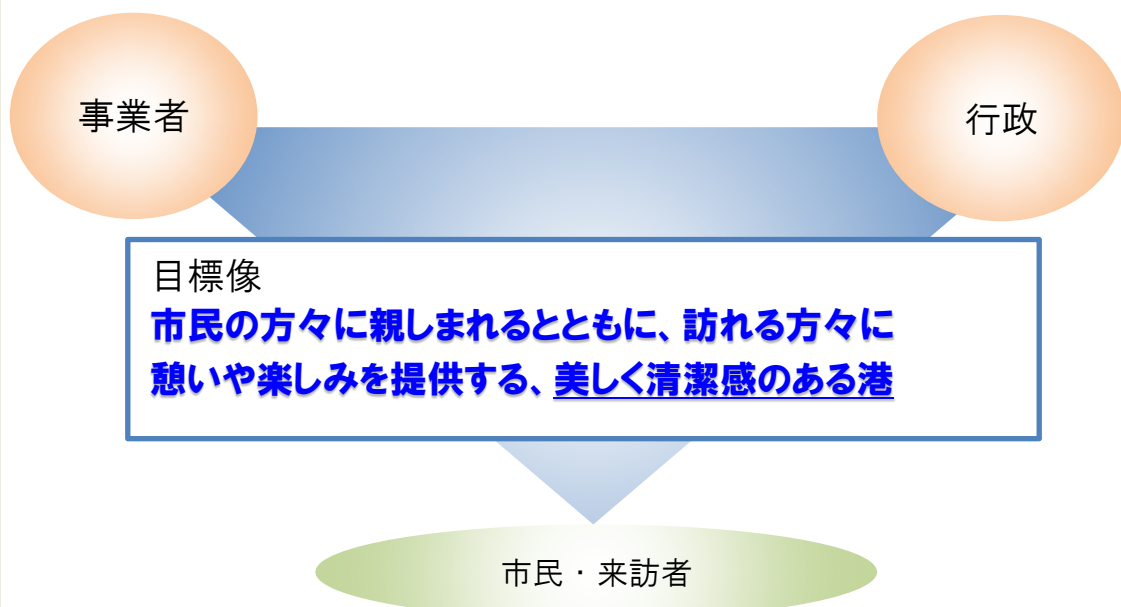 事業者
行政
目標像
市民の方々に親しまれるとともに、訪れる方々に
憩いや楽しみを提供する、美しく清潔感のある港
市民・来訪者